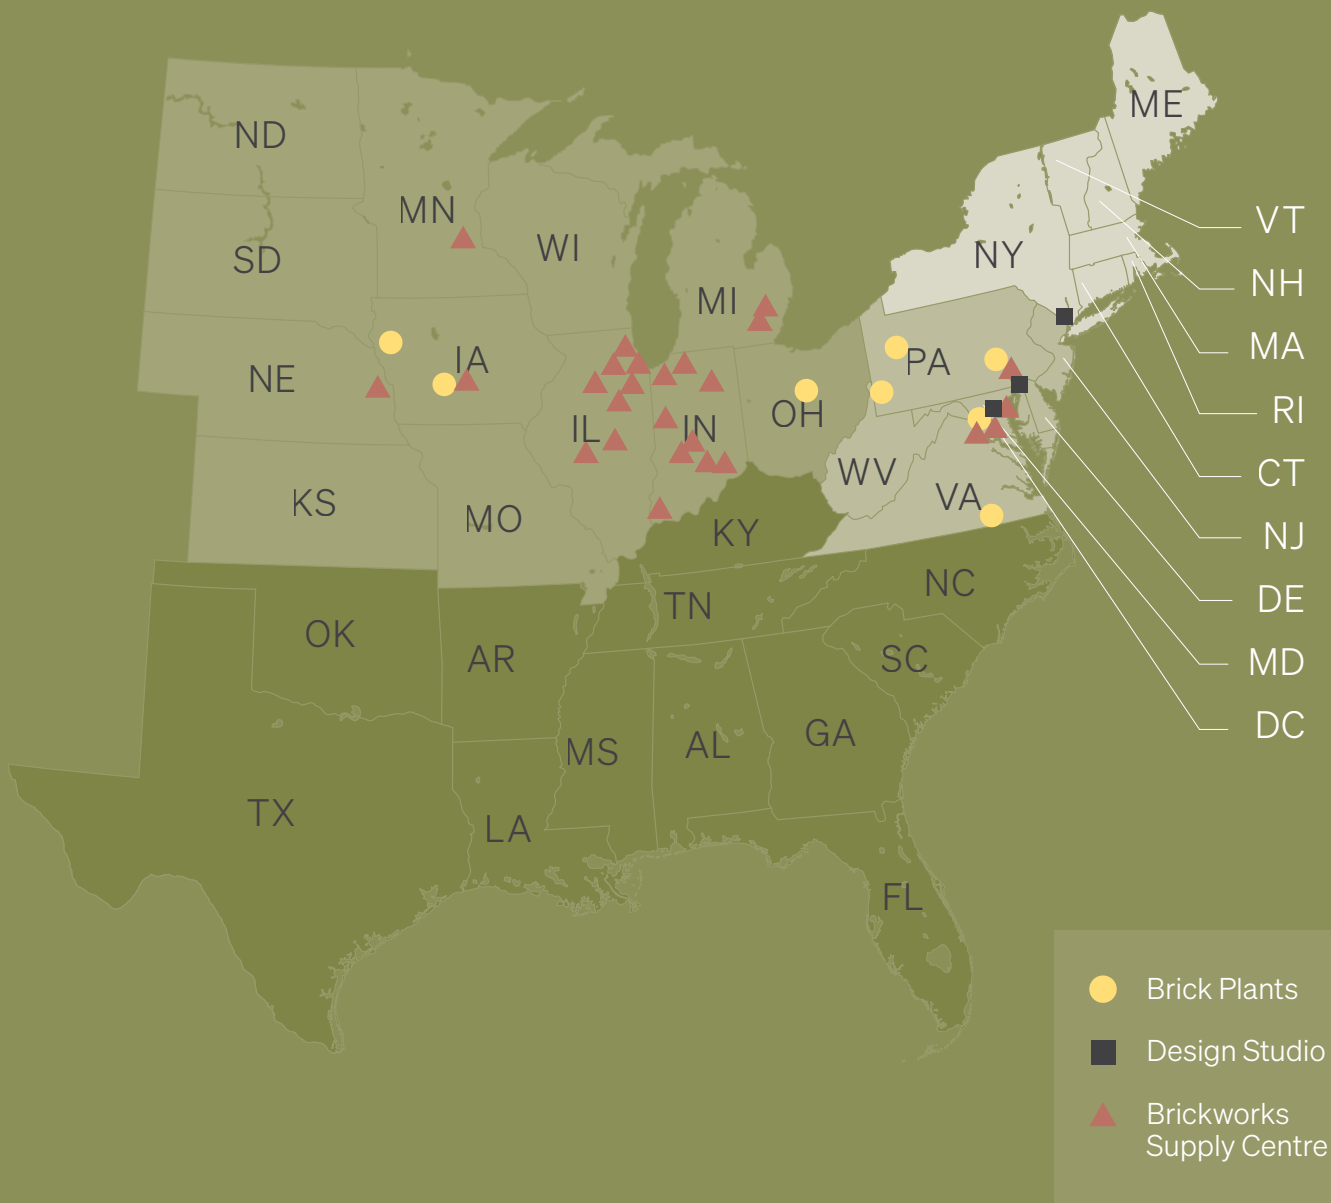 ME
ND
MN
VT
WI
SD
NY
NH
MI
MA
IA
PA
NE
RI
OH
IL
IN
CT
WV
VA
KS
MO
KY
NJ
NC
DE
TN
OK
AR
SC
MD
DC
GA
AL
MS
TX
LA
FL
Brick Plants
Design Studio
Brickworks
Supply Centre